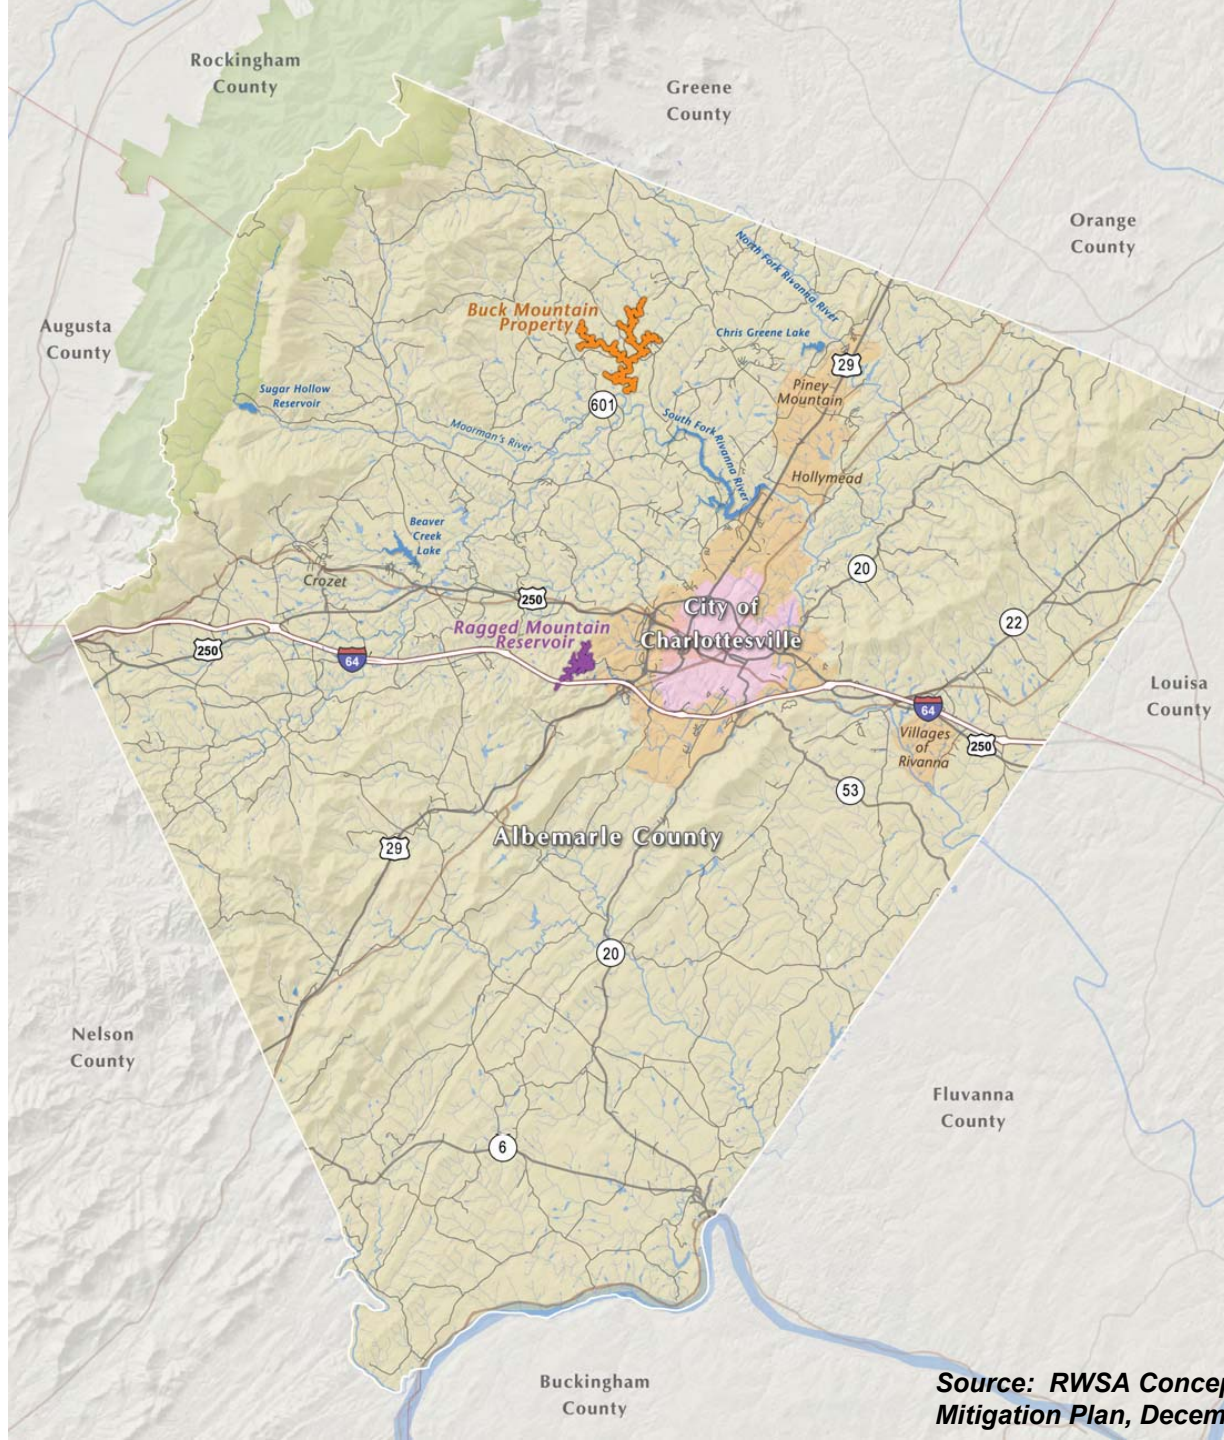 Rockingham
County
Greene
County
Orange
County
North Fork Rivanna River
Augusta
County
Buck Mountain
Property
Chris Greene Lake
29
Piney
Mountain
Sugar Hollow
Reservoir
601
Moorman's River
South Fork Rivanna River
Hollymead
Beaver
Creek
Lake
Crozet
20
250
City of
Charlottesville
22
Ragged Mountain
Reservoir
250
64
Louisa
County
64
Villages
of
Rivanna
250
53
Albemarle County
29
20
Nelson
County
Fluvanna
County
6
Buckingham
County
Source: RWSA Concep
Mitigation Plan, Decem